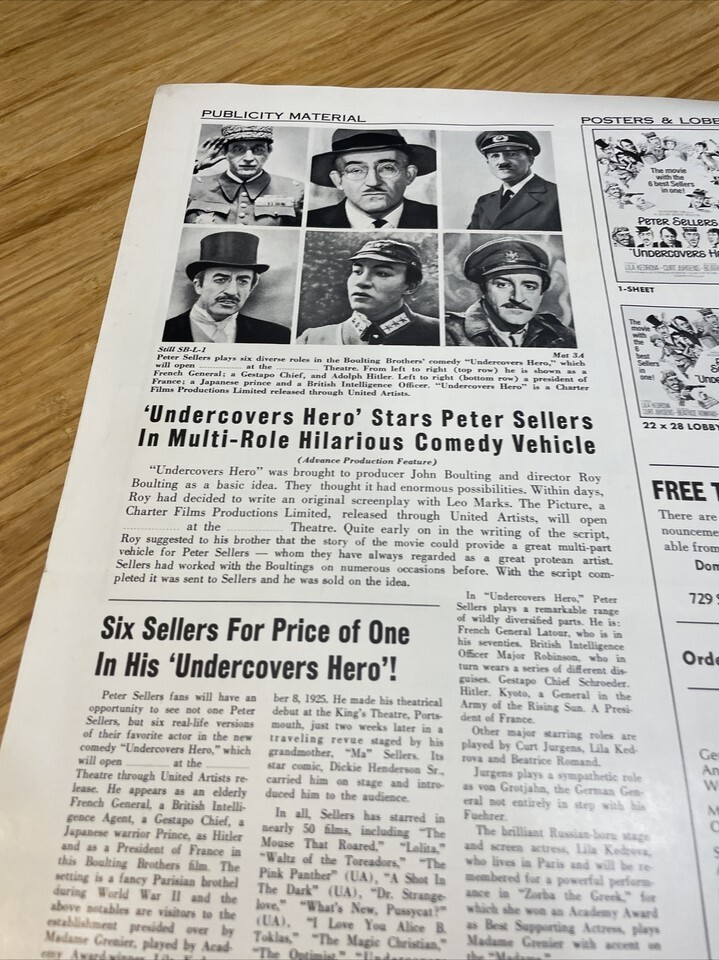 PUBLICITY MATERIAL
Still SB-L-1
Mat 3A
Peter Sellers plays six diverse roles in the Boulting Brothers' comedy "Undercovers Hero," which
will open at the Theatre. From left to right (top row) he is shown as a
French General; a Gestapo Chief, and Adolph Hitler. Left to right (bottom row) a president of
France; a Japanese prince and a British Intelligence Officer. "Undercovers Hero" is a Charter
Films Productions Limited released through United Artists.
'Undercovers Hero' Stars Peter Sellers
In Multi-Role Hilarious Comedy Vehicle
(Advance Production Feature)
"Undercovers Hero" was brought to producer John Boulting and director Roy
Boulting as a basic idea. They thought it had enormous possibilities. Within days,
Roy had decided to write an original screenplay with Leo Marks. The Picture, a
Charter Films Productions Limited, released through United Artists, will open
at the Theatre. Quite early on in the writing of the script,
Roy suggested to his brother that the story of the movie could provide a great multi-part
vehicle for Peter Sellers — whom they have always regarded as a great protean artist.
Sellers had worked with the Boultings on numerous occasions before. With the script com-
pleted it was sent to Sellers and he was sold on the idea.
Six Sellers For Price of One
In His 'Undercovers Hero'!
Peter Sellers fans will have an
opportunity to see not one Peter
Sellers, but six real-life versions
of their favorite actor in the new
comedy "Undercovers Hero," which
will open at the
Theatre through United Artists re-
lease. He appears as an elderly
French General, a British Intelli-
gence Agent, a Gestapo Chief, a
Japanese warrior Prince, as Hitler
and as a President of France in
this Boulting Brothers film. The
setting is a fancy Parisian brothel
during World War II and the
above notables are visitors to the
establishment presided over by
Madame Grenier, played by Acad-
emy Award-winner
ber 8, 1925. He made his theatrical
debut at the King's Theatre, Ports-
mouth, just two weeks later in a
traveling revue staged by his
grandmother, "Ma" Sellers. Its
star comic, Dickie Henderson Sr.,
carried him on stage and intro-
duced him to the audience.
In all, Sellers has starred in
nearly 50 films, including "The
Mouse That Roared," "Lolita,"
"Waltz of the Toreadors," "The
Pink Panther" (UA), "A Shot In
The Dark" (UA), "Dr. Strange-
love," "What's New, Pussycat?"
(UA), "I Love You Alice B.
Toklas," "The Magic Christian,"
"The Optimist,"
In "Undercovers Hero," Peter
Sellers plays a remarkable range
of wildly diversified parts. He is:
French General Latour, who is in
his seventies. British Intelligence
Officer Major Robinson, who in
turn wears a series of different dis-
guises. Gestapo Chief Schroeder.
Hitler. Kyoto, a General in the
Army of the Rising Sun. A Presi-
dent of France.
Other major starring roles are
played by Curt Jurgens, Lila Ked-
rova and Beatrice Romand.
Jurgens plays a sympathetic role
as von Grotjahn, the German Gen-
eral not entirely in step with his
Fuehrer.
The brilliant Russian-born stage
and screen actress, Lila Kedrova,
who lives in Paris and will be re-
membered for a powerful perform-
ance in "Zorba the Greek," for
which she won an Academy Award
as Best Supporting Actress, plays
Madame Grenier with accent on
the "Madame."
POSTERS & LOBB
The movie
with the
6 best Sellers
in one!
PETER SELLERS
"Undercovers H
LILA KEDROVA · CURT JURGENS
1-SHEET
The
movie
with
the
6
best
Sellers
in
one!
22 x 28 LOBBY
FREE T
There are
nounceme
able from
Dom
729
Orde
Ge
An
W